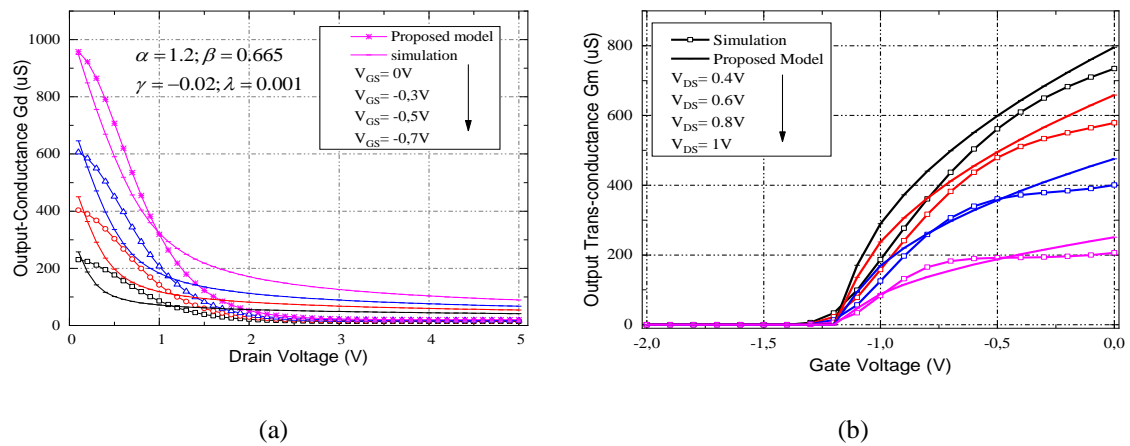 Output-Conductance Gd (uS)
1000
800
600
400
200
0
α = 1.2; β = 0.665
γ = −0.02; λ = 0.001
Proposed model
simulation
V_GS= 0V
V_GS= -0,3V
V_GS= -0,5V
V_GS= -0,7V
0 1 2 3 4 5
Drain Voltage (V)
(a)
Output Trans-conductance Gm (uS)
800
600
400
200
0
Simulation
Proposed Model
V_DS= 0.4V
V_DS= 0.6V
V_DS= 0.8V
V_DS= 1V
-2,0 -1,5 -1,0 -0,5 0,0
Gate Voltage (V)
(b)